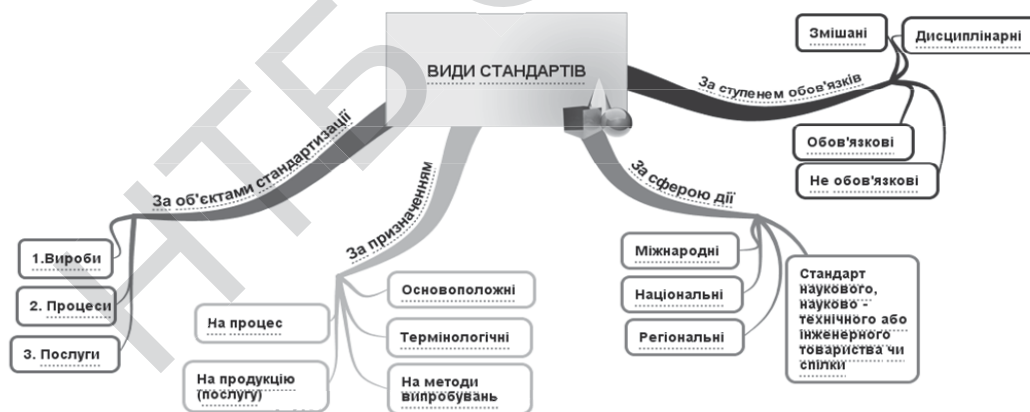 ВИДИ СТАНДАРТІВ
За ступенем обов'язків
Змішані
Дисциплінарні
Обов'язкові
Не обов'язкові
За об'єктами стандартизації
1.Вироби
2. Процеси
3. Послуги
За призначенням
На процес
На продукцію
(послугу)
Основоположні
Термінологічні
На методи
випробувань
За сферою дії
Міжнародні
Національні
Регіональні
Стандарт
наукового,
науково -
технічного або
інженерного
товариства чи
спілки
НТБ